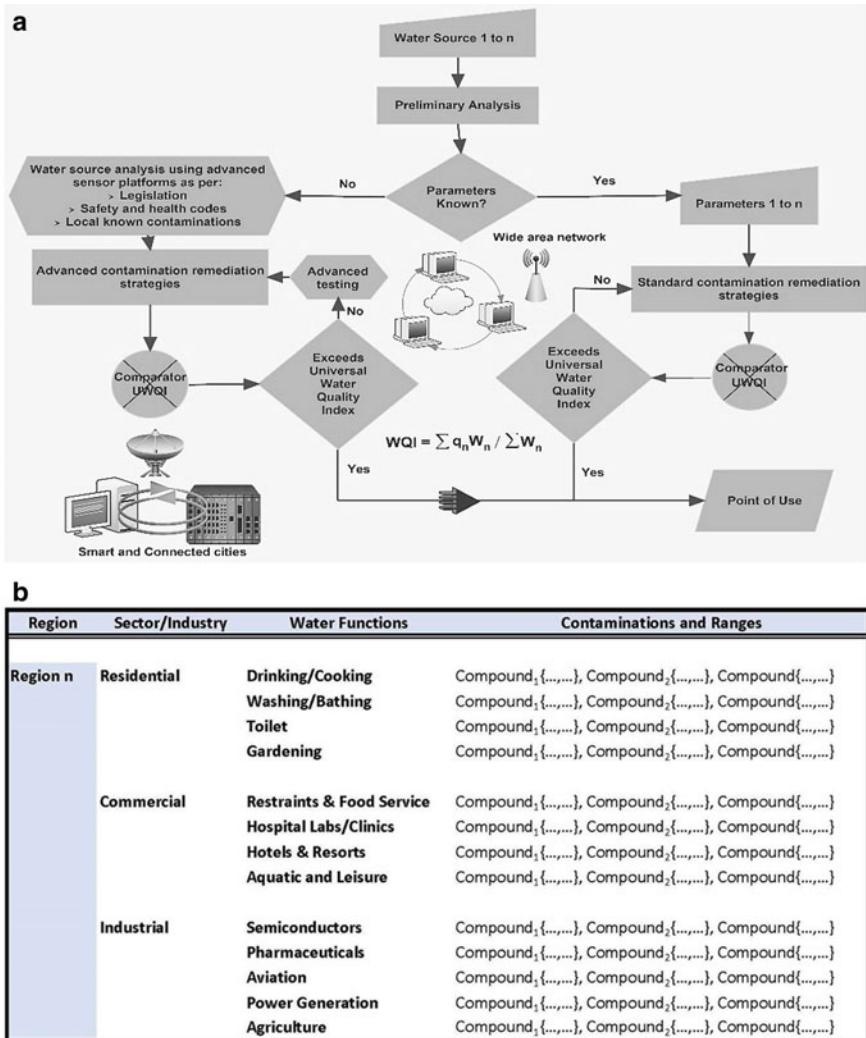 a
Water Source 1 to n
Preliminary Analysis
Water source analysis using advanced
sensor platforms as per:
> Legislation
> Safety and health codes
> Local known contaminations
No
Parameters
Known?
Yes
Parameters 1 to n
Wide area network
Advanced contamination remediation
strategies
Advanced
testing
No
No
Standard contamination remediation
strategies
Comparator
UWQI
Exceeds
Universal
Water
Quality
Index
Exceeds
Universal
Water
Quality
Index
Comparator
UWQI
WQI = ∑ qₙWₙ / ∑Wₙ
Yes
Yes
Point of Use
Smart and Connected cities
b
Region Sector/Industry Water Functions Contaminations and Ranges
Region n Residential Drinking/Cooking Compound₁{...,...}, Compound₂{...,...}, Compound{...,...}
Washing/Bathing Compound₁{...,...}, Compound₂{...,...}, Compound{...,...}
Toilet Compound₁{...,...}, Compound₂{...,...}, Compound{...,...}
Gardening Compound₁{...,...}, Compound₂{...,...}, Compound{...,...}
Commercial Restraints & Food Service Compound₁{...,...}, Compound₂{...,...}, Compound{...,...}
Hospital Labs/Clinics Compound₁{...,...}, Compound₂{...,...}, Compound{...,...}
Hotels & Resorts Compound₁{...,...}, Compound₂{...,...}, Compound{...,...}
Aquatic and Leisure Compound₁{...,...}, Compound₂{...,...}, Compound{...,...}
Industrial Semiconductors Compound₁{...,...}, Compound₂{...,...}, Compound{...,...}
Pharmaceuticals Compound₁{...,...}, Compound₂{...,...}, Compound{...,...}
Aviation Compound₁{...,...}, Compound₂{...,...}, Compound{...,...}
Power Generation Compound₁{...,...}, Compound₂{...,...}, Compound{...,...}
Agriculture Compound₁{...,...}, Compound₂{...,...}, Compound{...,...}